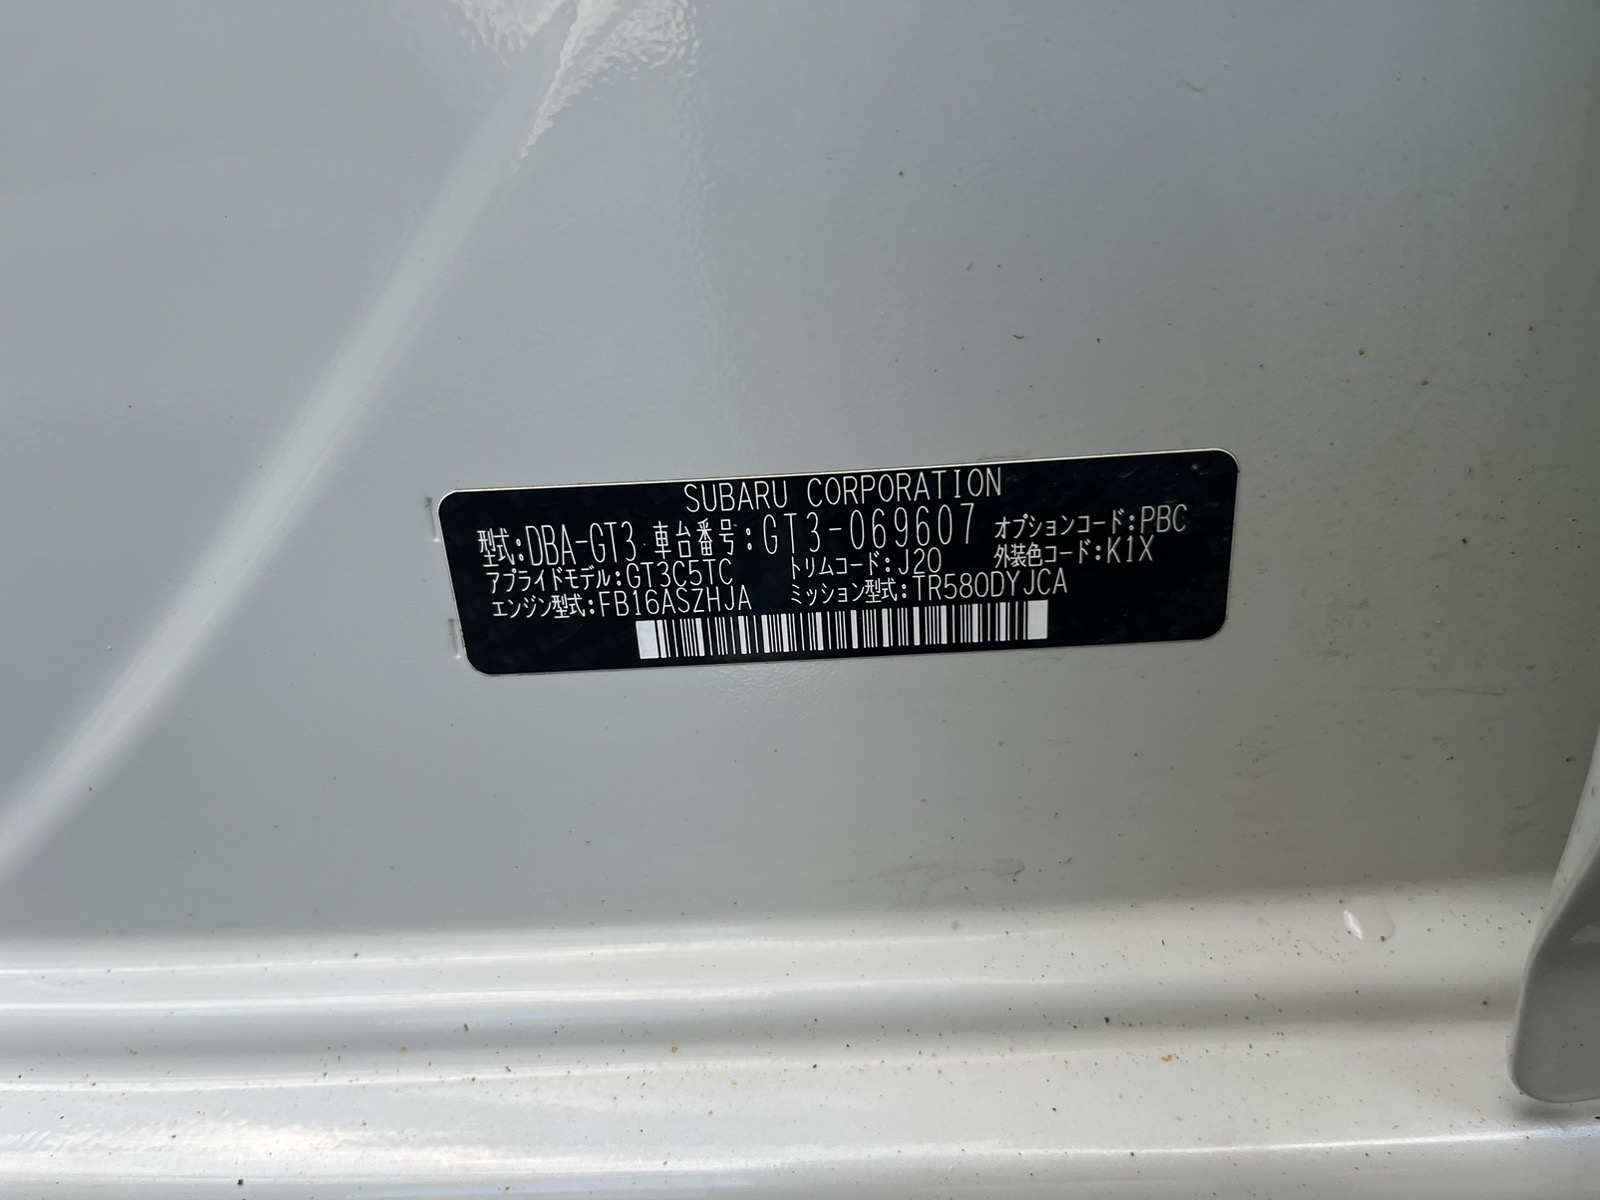 SUBARU CORPORATION
型式:DBA-GT3 車台番号:GT3-069607 オプションコード:PBC
アプライドモデル:GT3C5TC トリムコード:J20 外装色コード:K1X
エンジン型式:FB16ASZHJA ミッション型式:TR580DYJCA